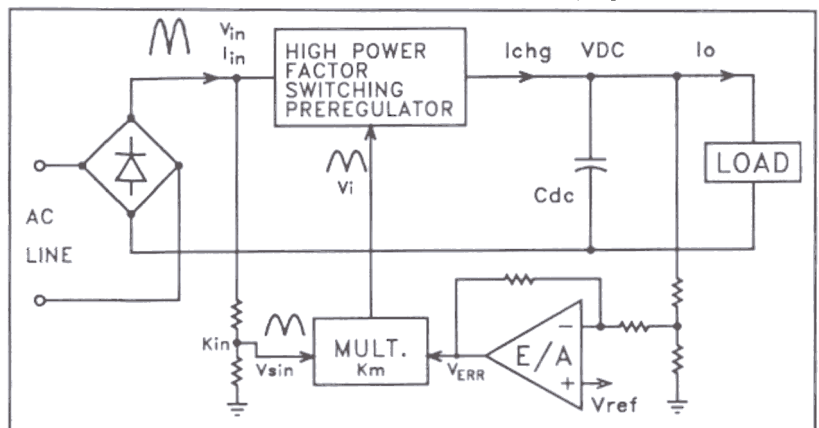 Vin
Iin
HIGH POWER
FACTOR
SWITCHING
PREREGULATOR
Ichg
VDC
Io
Vi
LOAD
Cdc
AC
LINE
Kin
Vsin
MULT.
Km
VERR
E/A
−
+
Vref